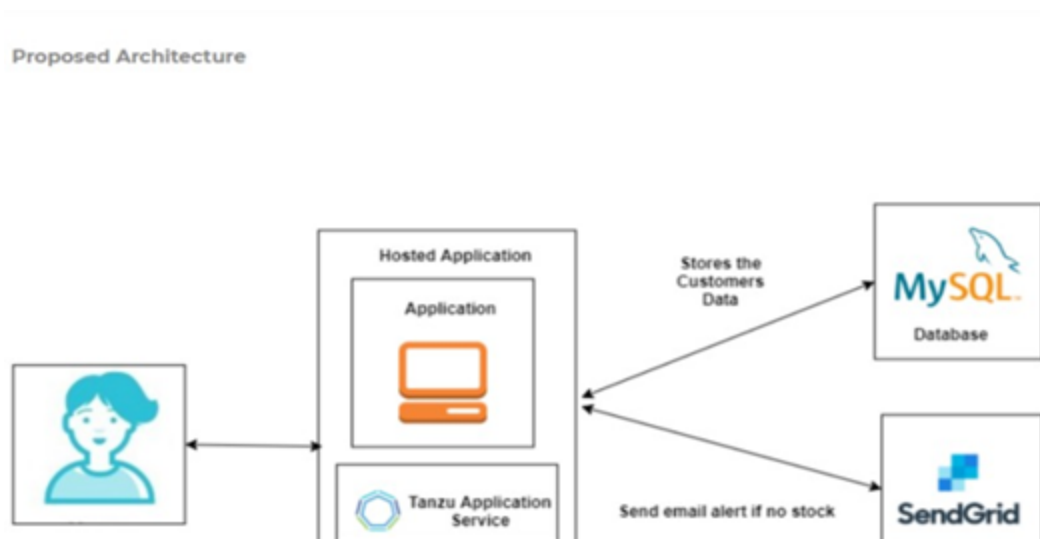 Proposed Architecture
Hosted Application
Application
Tanzu Application
Service
Stores the
Customers
Data
MySQL
Database
Send email alert if no stock
SendGrid